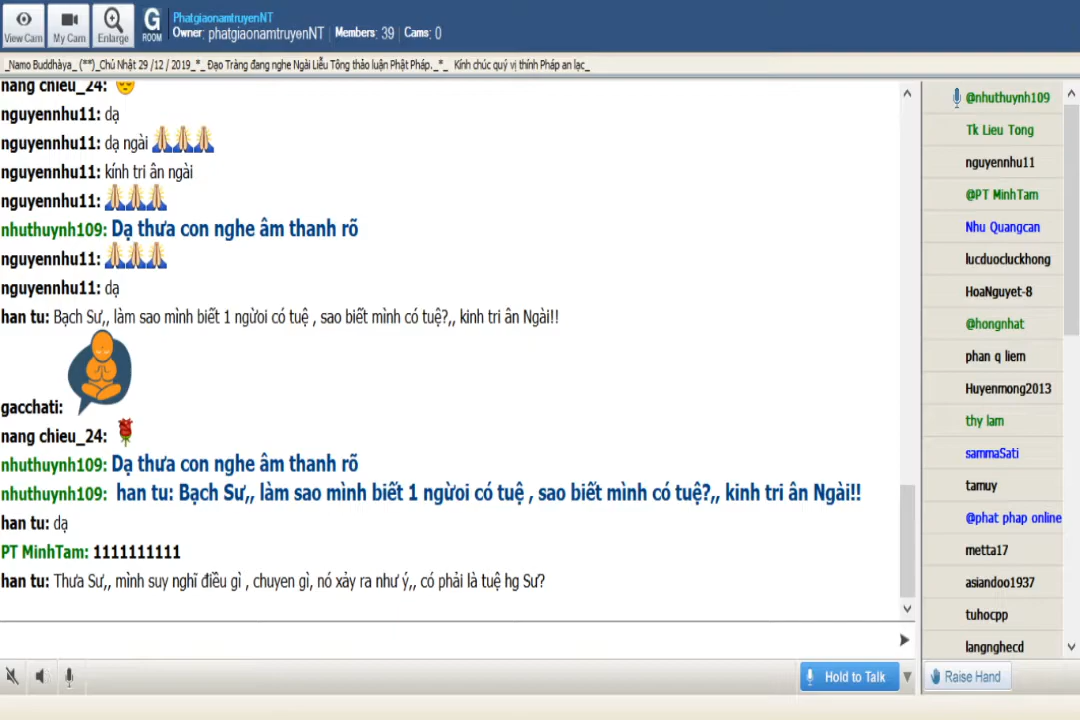 PhatgiaonamtruyenNT
Owner: phatgiaonamtruyenNT | Members: 39 | Cams: 0
View Cam My Cam Enlarge G ROOM
_Namo Buddhàya_ (**)_Chủ Nhật 29 /12 / 2019_*_ Đạo Tràng đang nghe Ngài Liễu Tông thảo luận Phật Pháp._*_ Kính chúc quý vị thính Pháp an lạc_
nang chieu_24:
nguyennhu11: dạ
nguyennhu11: dạ ngài
nguyennhu11: kính tri ân ngài
nguyennhu11:
nhuthuynh109: Dạ thưa con nghe âm thanh rõ
nguyennhu11:
nguyennhu11: dạ
han tu: Bạch Sư,, làm sao mình biết 1 người có tuệ , sao biết mình có tuệ?,, kinh tri ân Ngài!!
gacchati:
nang chieu_24:
nhuthuynh109: Dạ thưa con nghe âm thanh rõ
nhuthuynh109: han tu: Bạch Sư,, làm sao mình biết 1 người có tuệ , sao biết mình có tuệ?,, kinh tri ân Ngài!!
han tu: dạ
PT MinhTam: 1111111111
han tu: Thưa Sư,, mình suy nghĩ điều gì , chuyen gì, nó xảy ra như ý,, có phải là tuệ hg Sư?
@nhuthuynh109
Tk Lieu Tong
nguyennhu11
@PT MinhTam
Nhu Quangcan
lucduocluckhong
HoaNguyet-8
@hongnhat
phan q liem
Huyenmong2013
thy lam
sammaSati
tamuy
@phat phap online
metta17
asiandoo1937
tuhocpp
langnghecd
Hold to Talk
Raise Hand